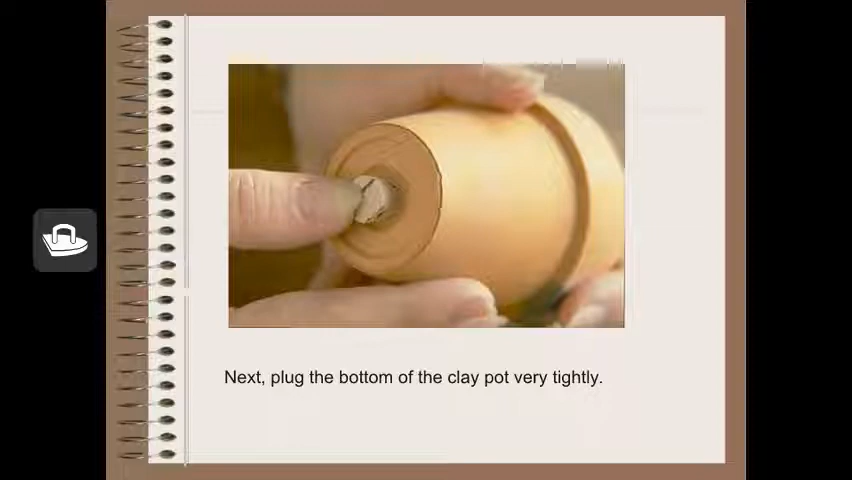 Next, plug the bottom of the clay pot very tightly.